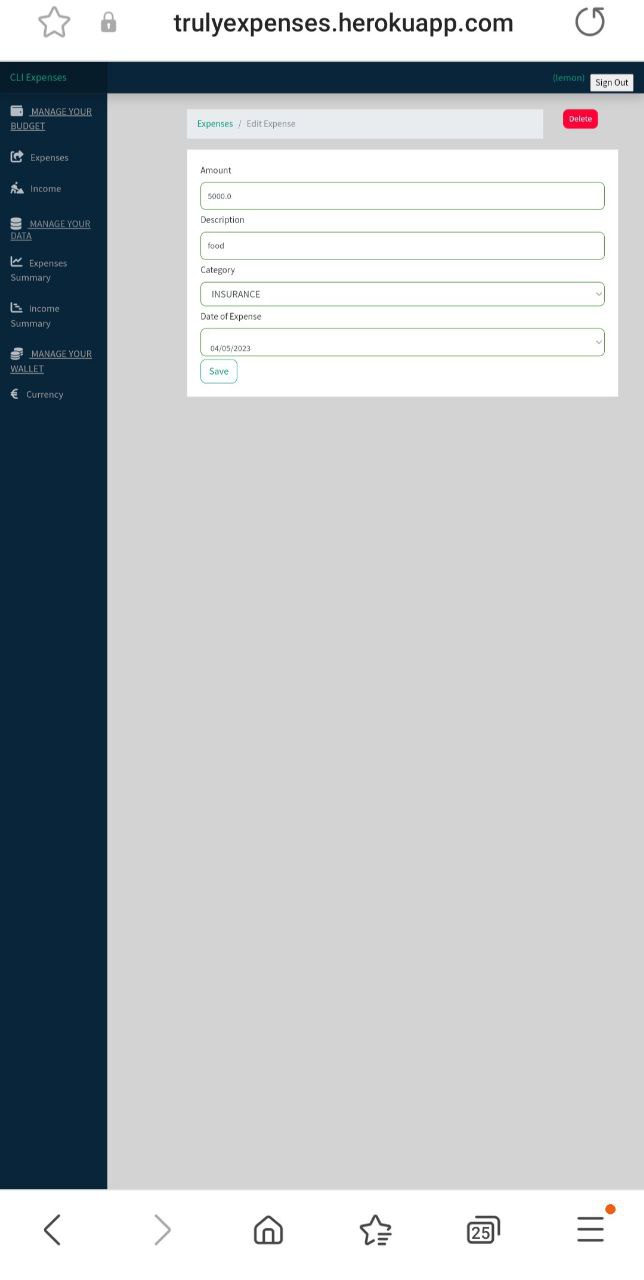 trulyexpenses.herokuapp.com
CLI Expenses
(lemon)
Sign Out
MANAGE YOUR
BUDGET
Expenses
Income
MANAGE YOUR
DATA
Expenses
Summary
Income
Summary
MANAGE YOUR
WALLET
Currency
Expenses / Edit Expense
Delete
Amount
5000.0
Description
food
Category
INSURANCE
Date of Expense
04/05/2023
Save
25